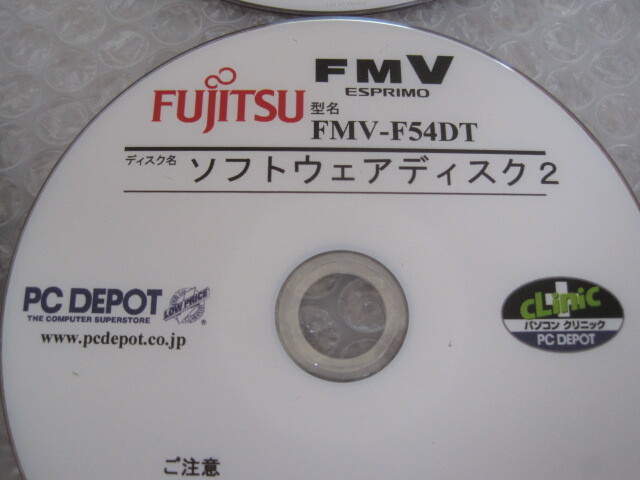 FUJITSU
FMV
ESPRIMO
型名
FMV-F54DT
ディスク名
ソフトウェアディスク2
PC DEPOT
THE COMPUTER SUPERSTORE
LOW PRICE
®
www.pcdepot.co.jp
cLiniC
パソコン クリニック
PC DEPOT
ご注意